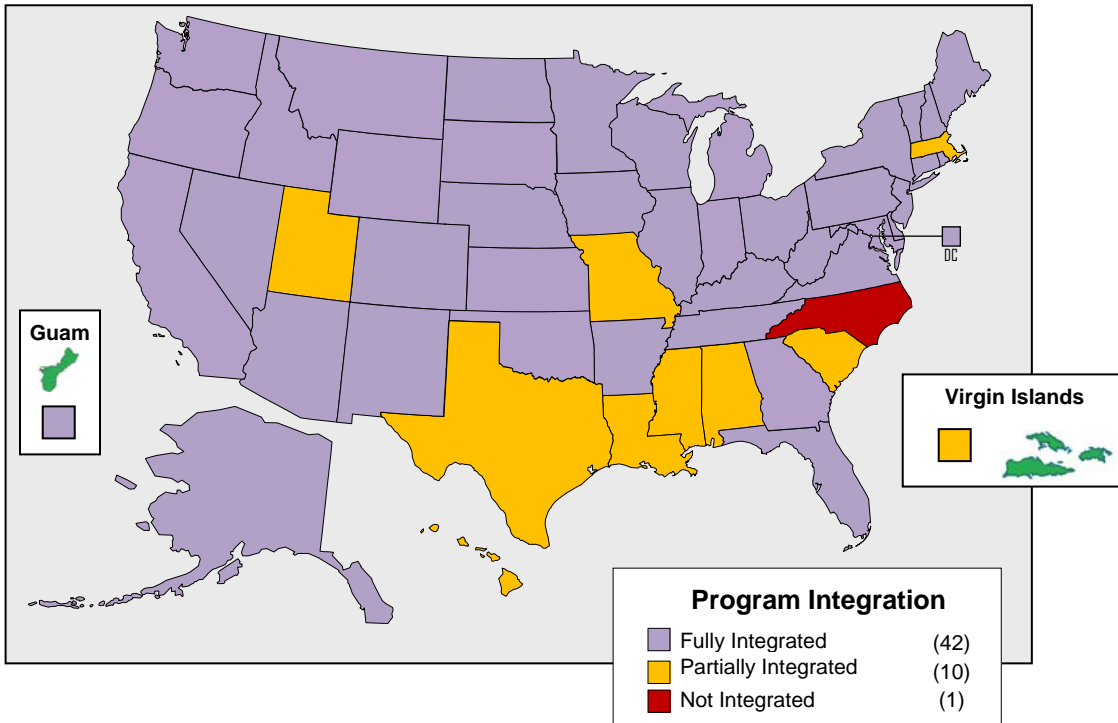 DC
Guam
Virgin Islands
Program Integration
Fully Integrated (42)
Partially Integrated (10)
Not Integrated (1)